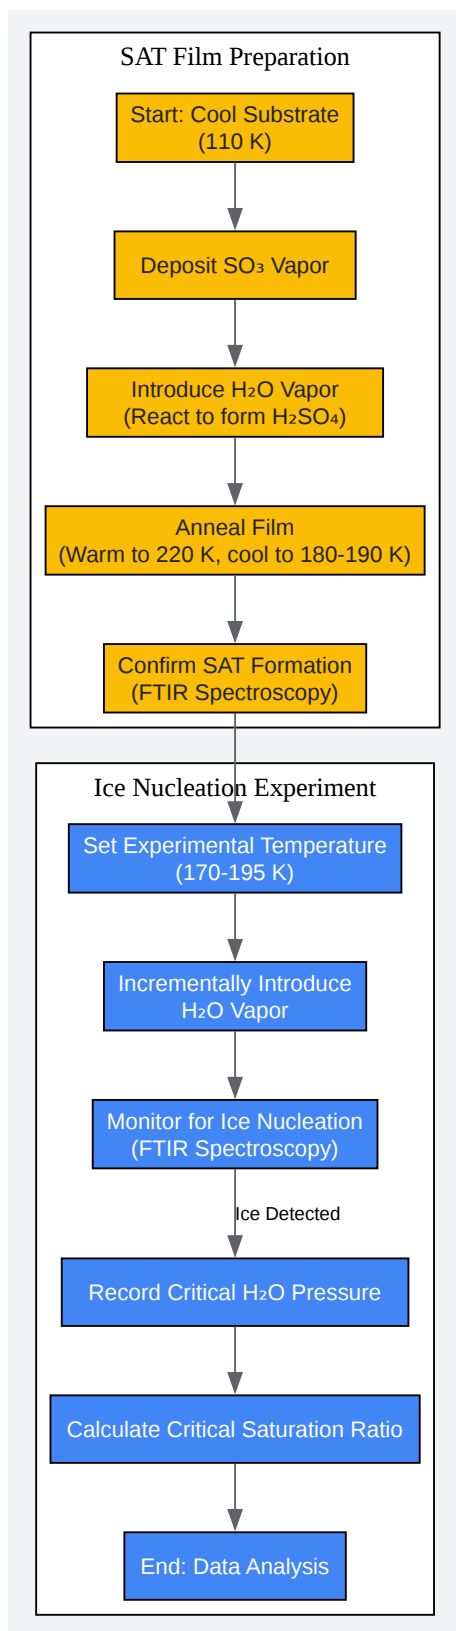 SAT Film Preparation
Start: Cool Substrate
(110 K)
Deposit SO₃ Vapor
Introduce H₂O Vapor
(React to form H₂SO₄)
Anneal Film
(Warm to 220 K, cool to 180-190 K)
Confirm SAT Formation
(FTIR Spectroscopy)
Ice Nucleation Experiment
Set Experimental Temperature
(170-195 K)
Incrementally Introduce
H₂O Vapor
Monitor for Ice Nucleation
(FTIR Spectroscopy)
Ice Detected
Record Critical H₂O Pressure
Calculate Critical Saturation Ratio
End: Data Analysis